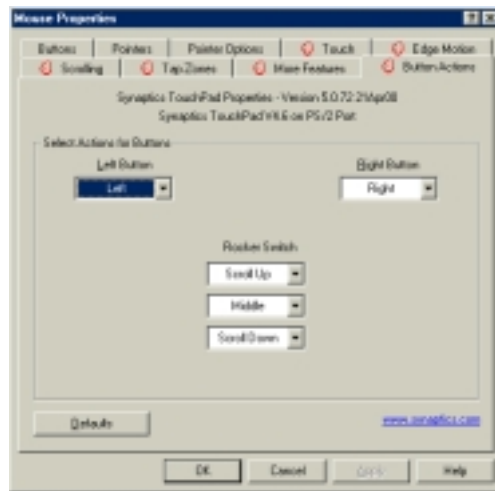 Mouse Properties
Buttons Pointers Pointer Options Touch Edge Motion
Scrolling Tap Zones More Features Button Actions
Synaptics TouchPad Properties - Version 5.0.72 21Apr00
Synaptics TouchPad V4.6 on PS/2 Port
Select Actions for Buttons
Left Button Right Button
Left Right
Rocker Switch
Scroll Up
Middle
Scroll Down
Defaults www.synaptics.com
OK Cancel Apply Help